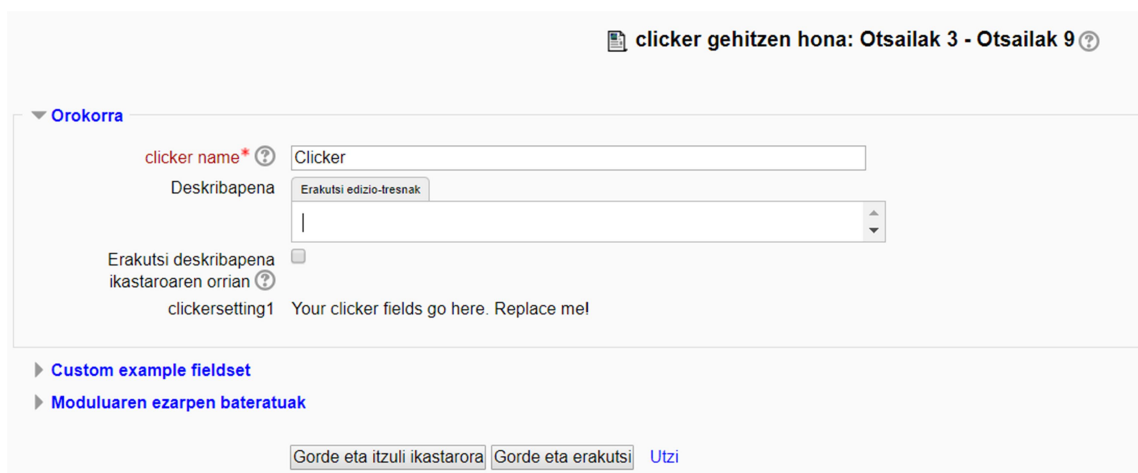 clicker gehitzen hona: Otsailak 3 - Otsailak 9
Orokorra
clicker name* Clicker
Deskribapena Erakutsi edizio-tresnak
Erakutsi deskribapena
ikastaroaren orrian
clickersetting1 Your clicker fields go here. Replace me!
Custom example fieldset
Moduluaren ezarpen bateratuak
Gorde eta itzuli ikastarora Gorde eta erakutsi Utzi